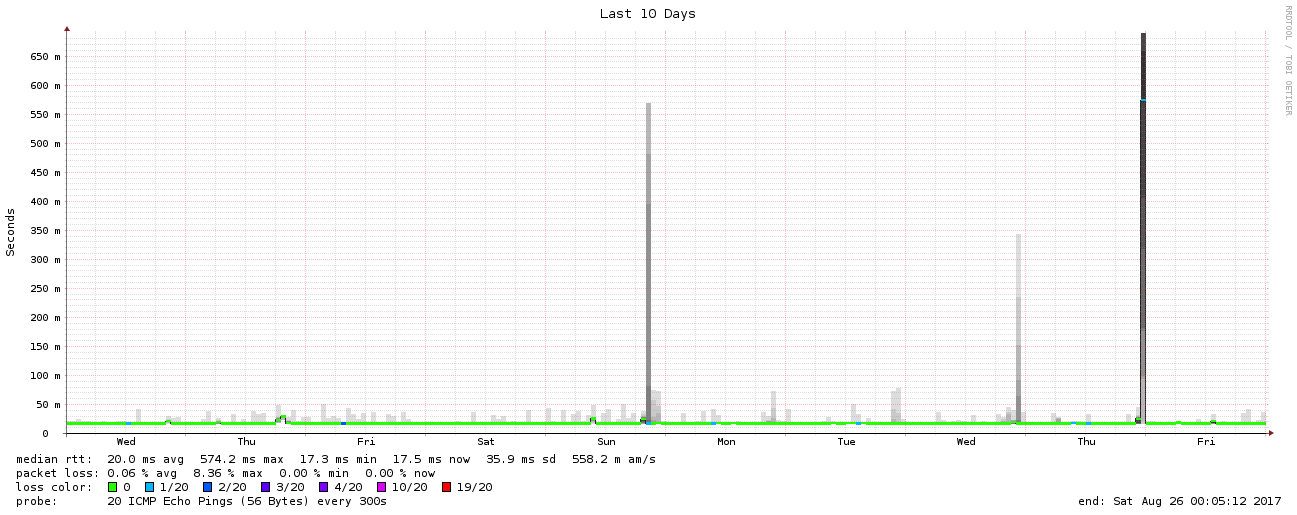 Last 10 Days
RRDTOOL / TOBI OETIKER
Seconds
650 m
600 m
550 m
500 m
450 m
400 m
350 m
300 m
250 m
200 m
150 m
100 m
50 m
0
Wed Thu Fri Sat Sun Mon Tue Wed Thu Fri
median rtt: 20.0 ms avg 574.2 ms max 17.3 ms min 17.5 ms now 35.9 ms sd 558.2 m am/s
packet loss: 0.06 % avg 8.36 % max 0.00 % min 0.00 % now
loss color: 0 1/20 2/20 3/20 4/20 10/20 19/20
probe: 20 ICMP Echo Pings (56 Bytes) every 300s end: Sat Aug 26 00:05:12 2017